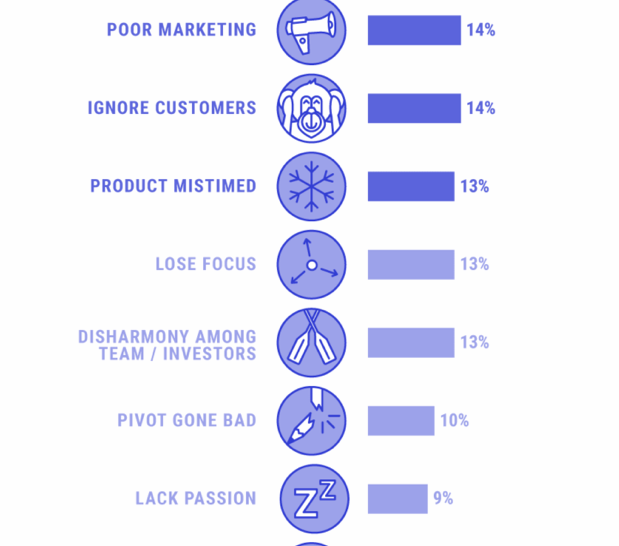 POOR MARKETING 14%
IGNORE CUSTOMERS 14%
PRODUCT MISTIMED 13%
LOSE FOCUS 13%
DISHARMONY AMONG
TEAM / INVESTORS 13%
PIVOT GONE BAD 10%
LACK PASSION ZZ 9%